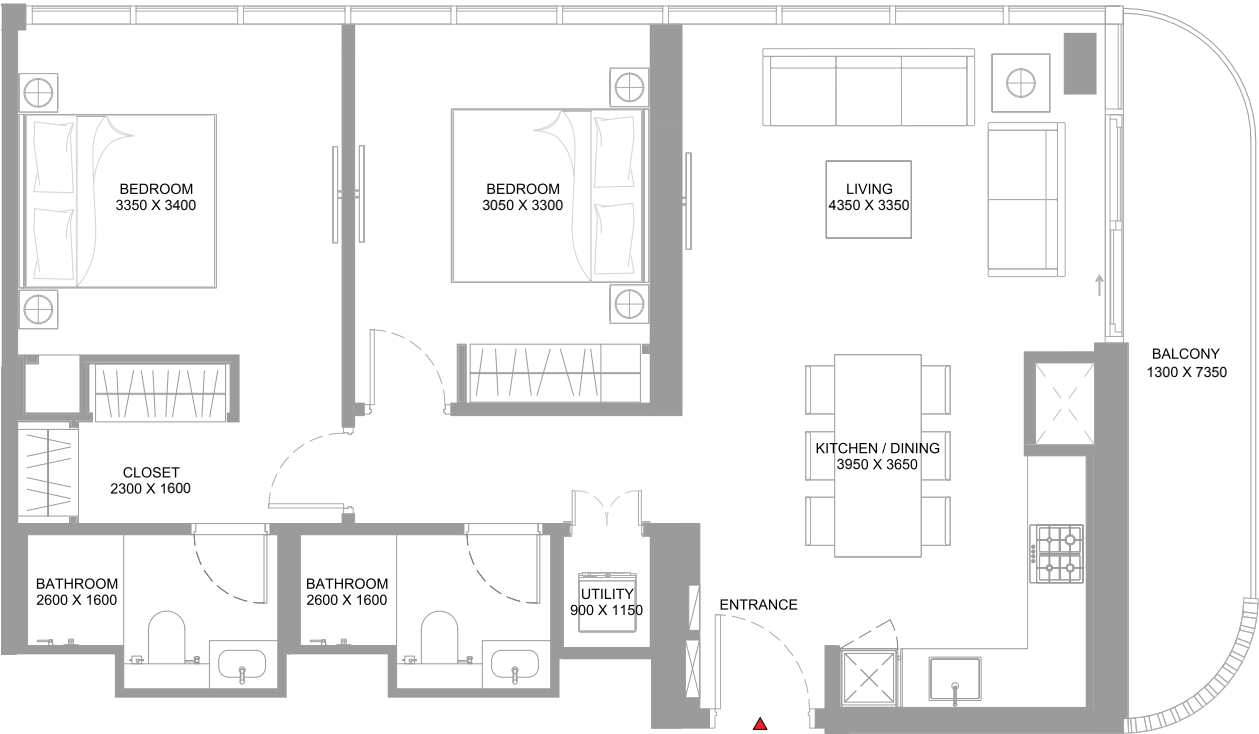 BEDROOM
3350 X 3400
BEDROOM
3050 X 3300
LIVING
4350 X 3350
BALCONY
1300 X 7350
KITCHEN / DINING
3950 X 3650
CLOSET
2300 X 1600
BATHROOM
2600 X 1600
BATHROOM
2600 X 1600
UTILITY
900 X 1150
ENTRANCE